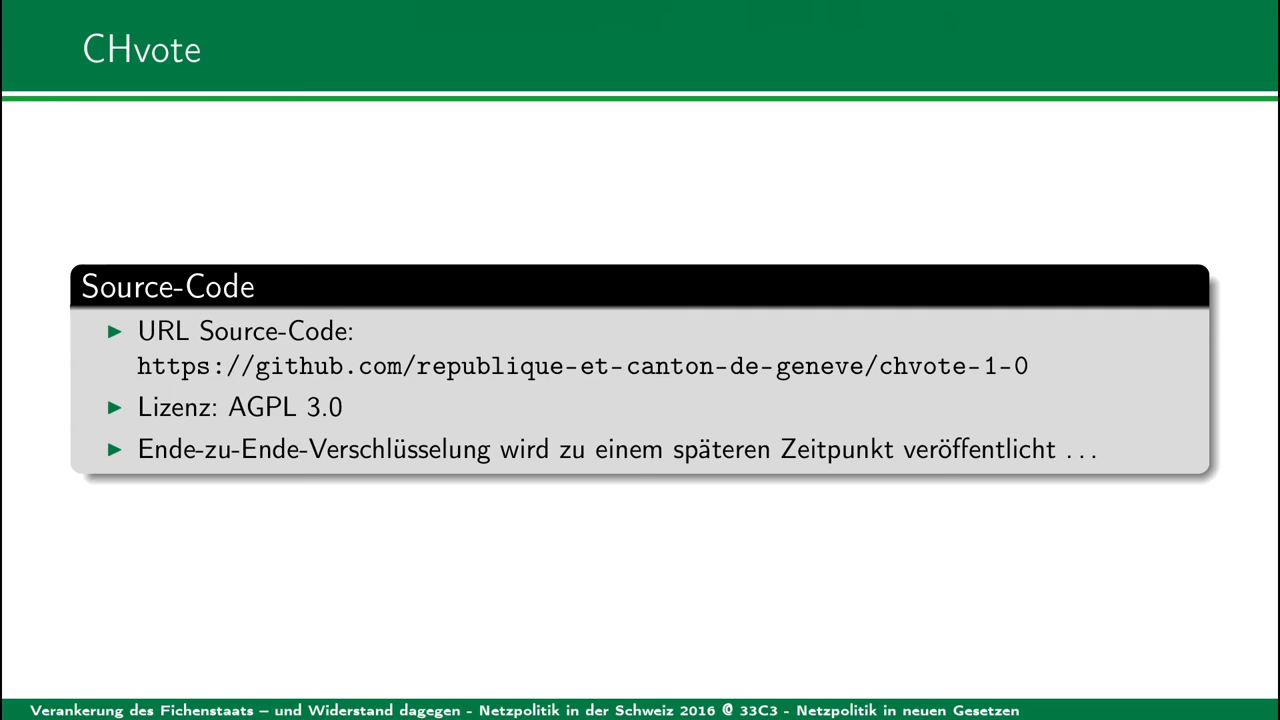 CHvote
Source-Code
▶ URL Source-Code:
https://github.com/republique-et-canton-de-geneve/chvote-1-0
▶ Lizenz: AGPL 3.0
▶ Ende-zu-Ende-Verschlüsselung wird zu einem späteren Zeitpunkt veröffentlicht . . .
Verankerung des Fichenstaats – und Widerstand dagegen - Netzpolitik in der Schweiz 2016 @ 33C3 - Netzpolitik in neuen Gesetzen